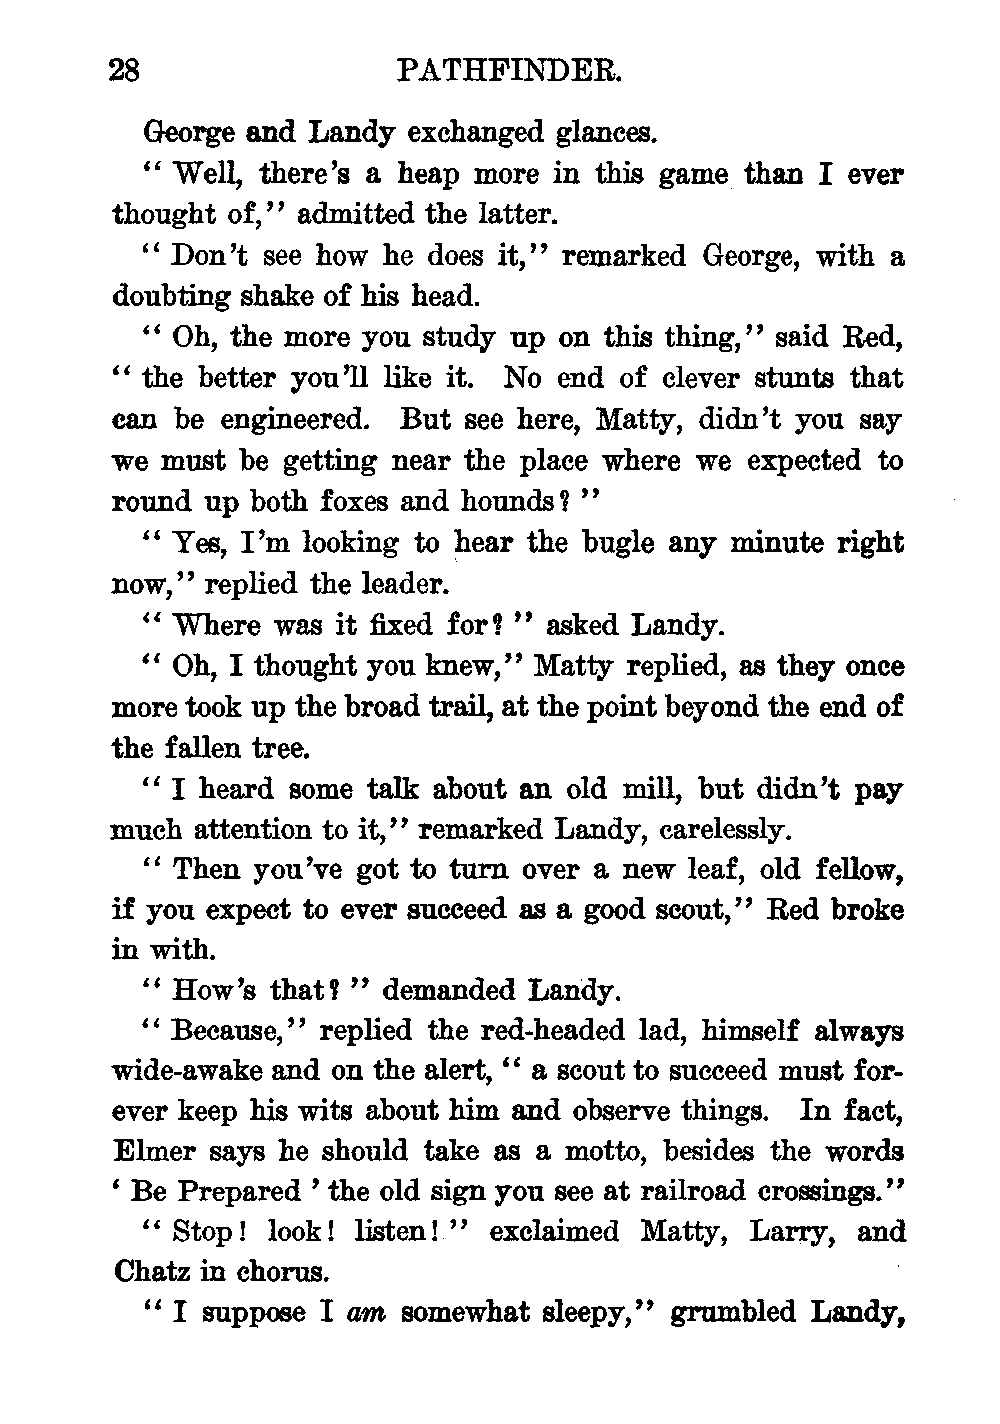 28 PATHFINDER.
George and Landy exchanged glances.
“ Well, there’s a heap more in this game than I ever
thought of,” admitted the latter.
“ Don’t see how he does it,” remarked George, with a
doubting shake of his head.
“ Oh, the more you study up on this thing,” said Red,
“ the better you’ll like it. No end of clever stunts that
can be engineered. But see here, Matty, didn’t you say
we must be getting near the place where we expected to
round up both foxes and hounds? ”
“ Yes, I’m looking to hear the bugle any minute right
now,” replied the leader.
“ Where was it fixed for? ” asked Landy.
“ Oh, I thought you knew,” Matty replied, as they once
more took up the broad trail, at the point beyond the end of
the fallen tree.
“ I heard some talk about an old mill, but didn’t pay
much attention to it,” remarked Landy, carelessly.
“ Then you’ve got to turn over a new leaf, old fellow,
if you expect to ever succeed as a good scout,” Red broke
in with.
“ How’s that? ” demanded Landy.
“ Because,” replied the red-headed lad, himself always
wide-awake and on the alert, “ a scout to succeed must for-
ever keep his wits about him and observe things. In fact,
Elmer says he should take as a motto, besides the words
‘ Be Prepared ’ the old sign you see at railroad crossings.”
“ Stop! look! listen! ” exclaimed Matty, Larry, and
Chatz in chorus.
“ I suppose I am somewhat sleepy,” grumbled Landy,